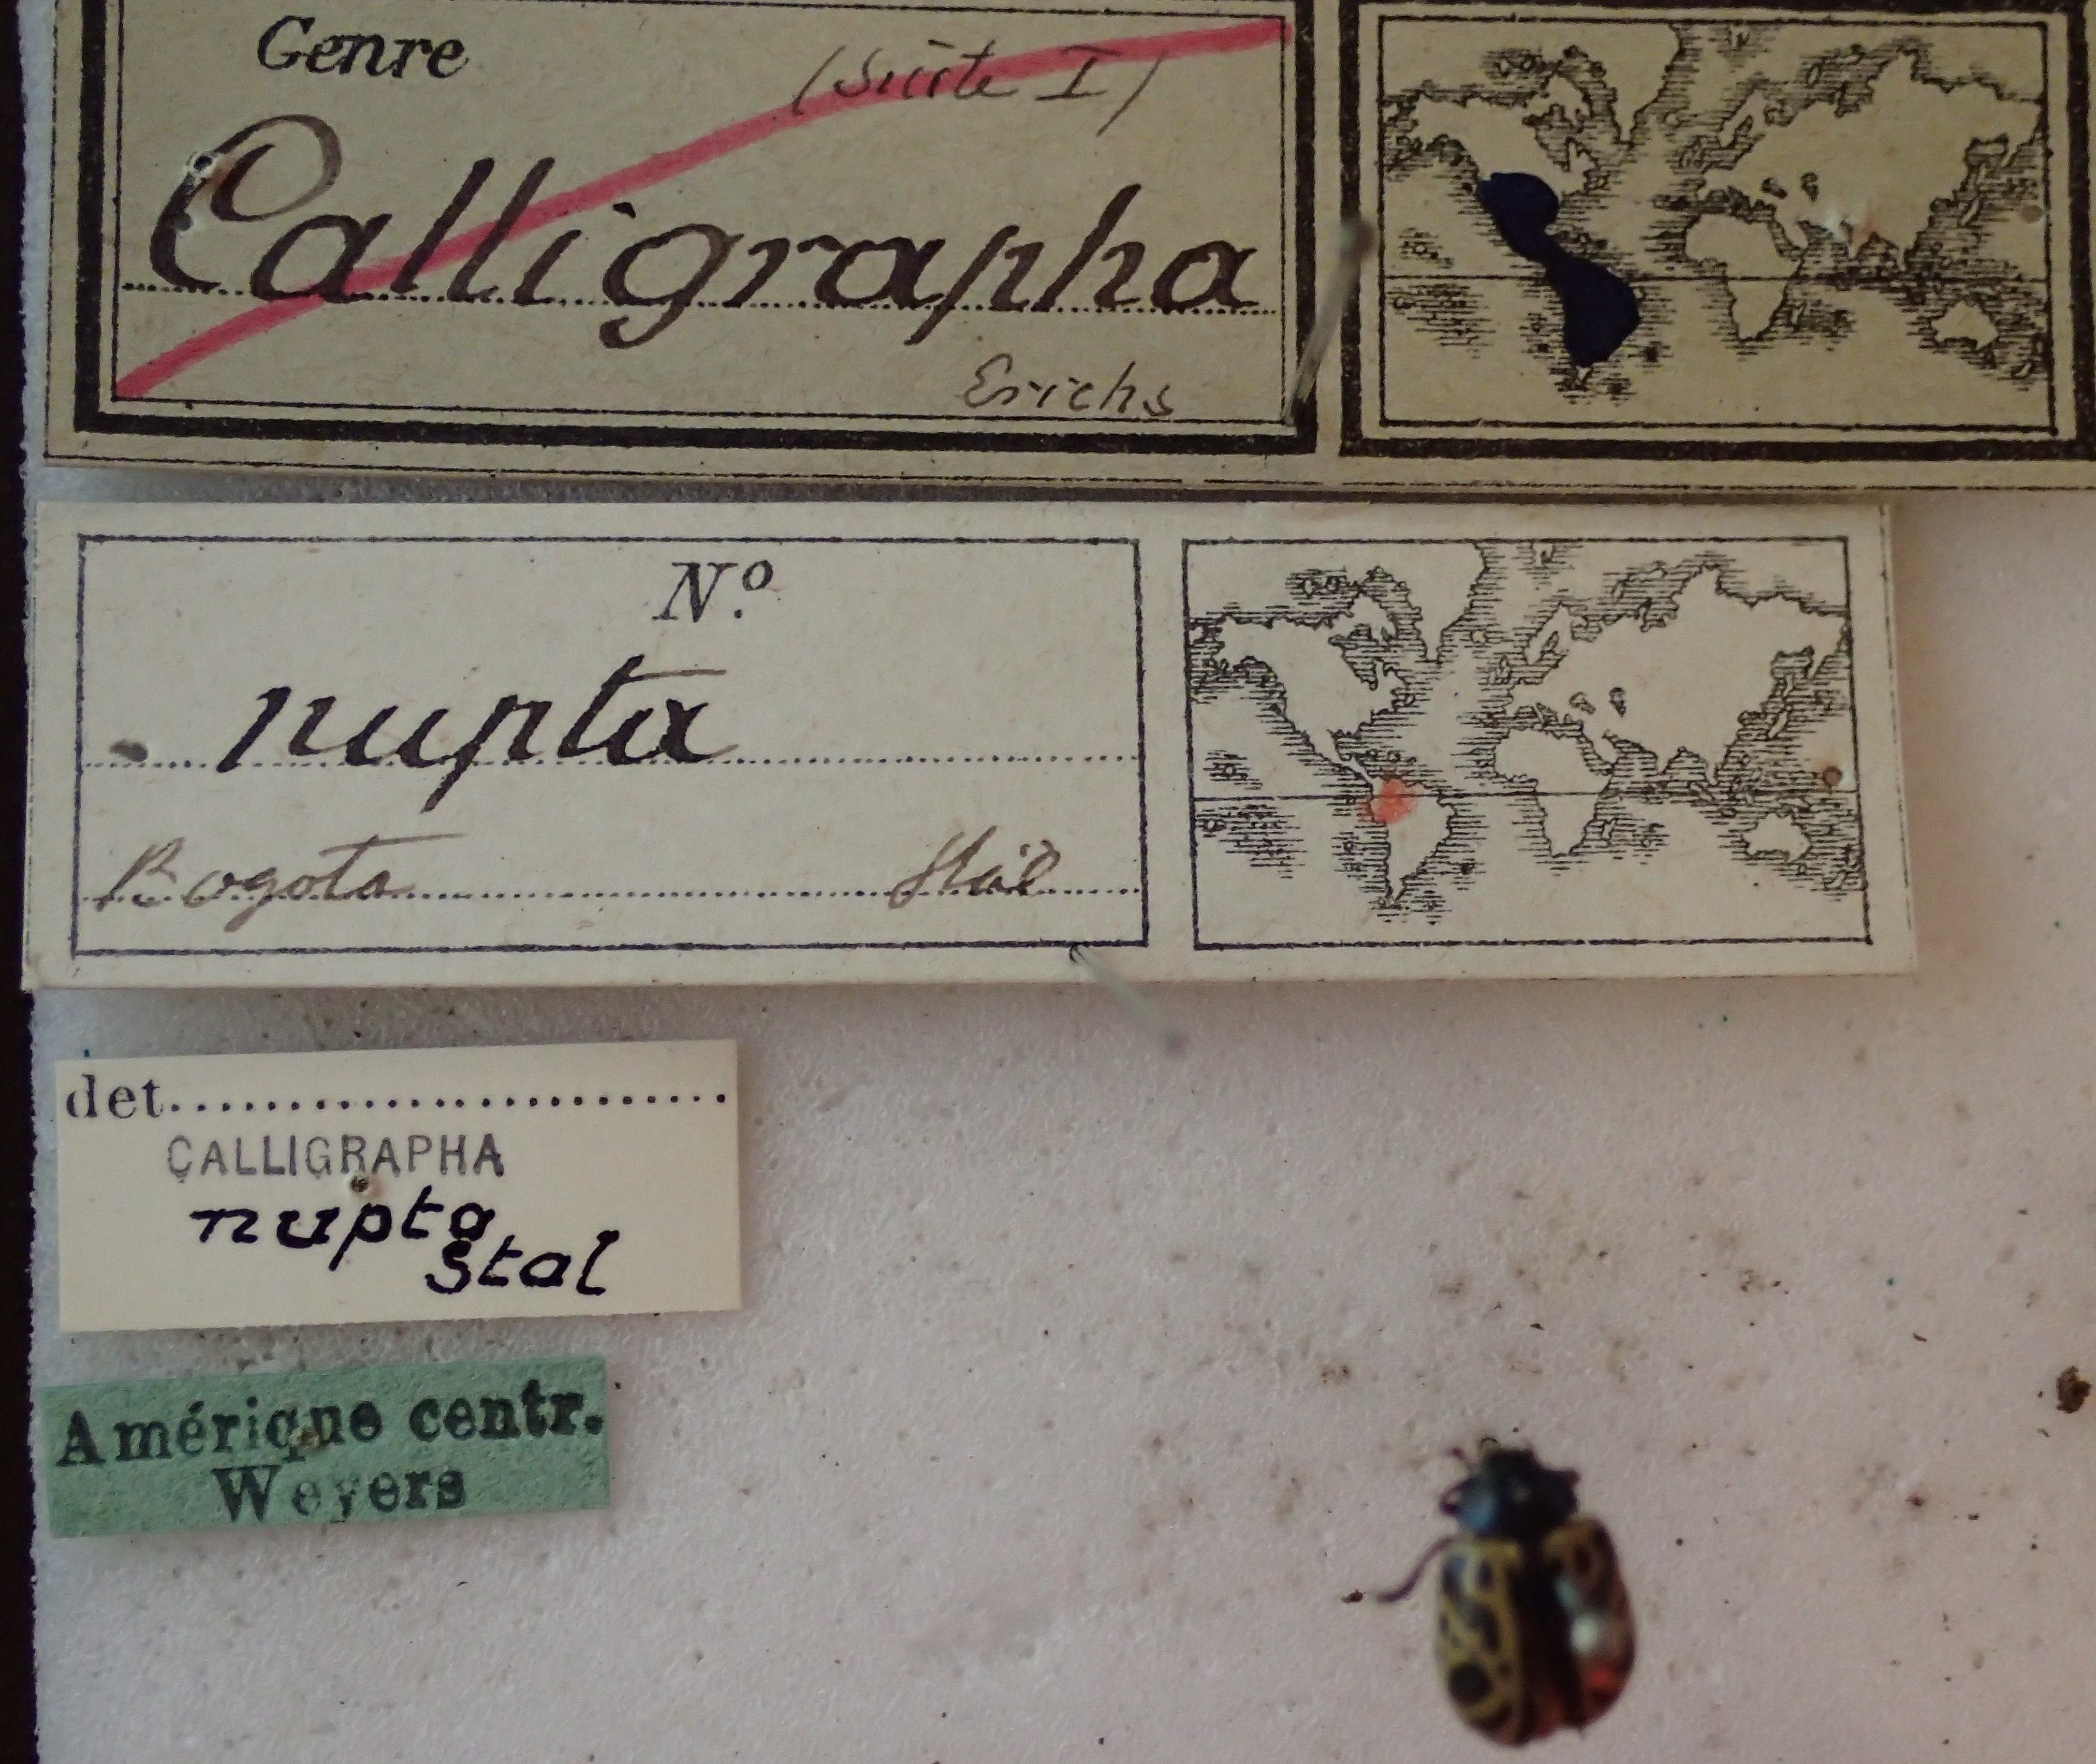 Genre
(Suite I)
Calligrapha
Erichs
N.º
nupta
Bogota Stål
det..........................
CALLIGRAPHA
nupta
Stal
Amérique centr.
Weyers